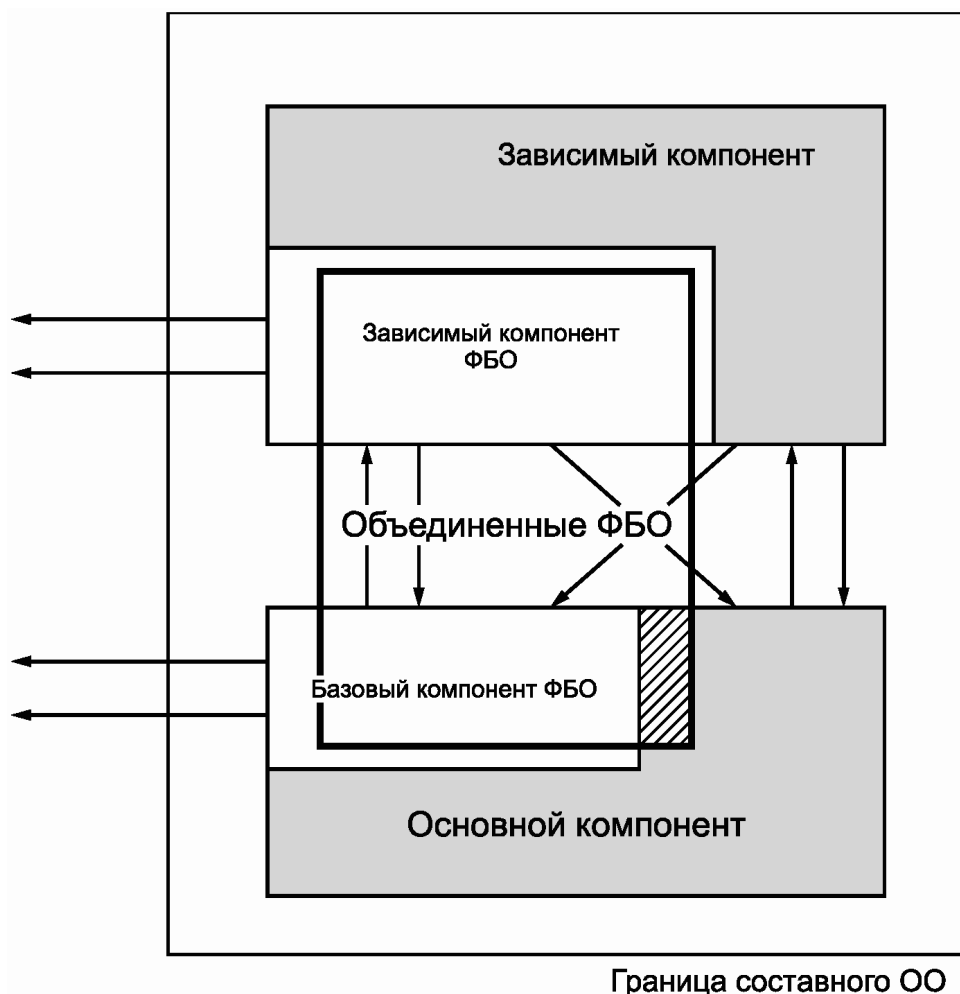 Зависимый компонент
Зависимый компонент
ФБО
Объединенные ФБО
Базовый компонент ФБО
Основной компонент
Граница составного ОО